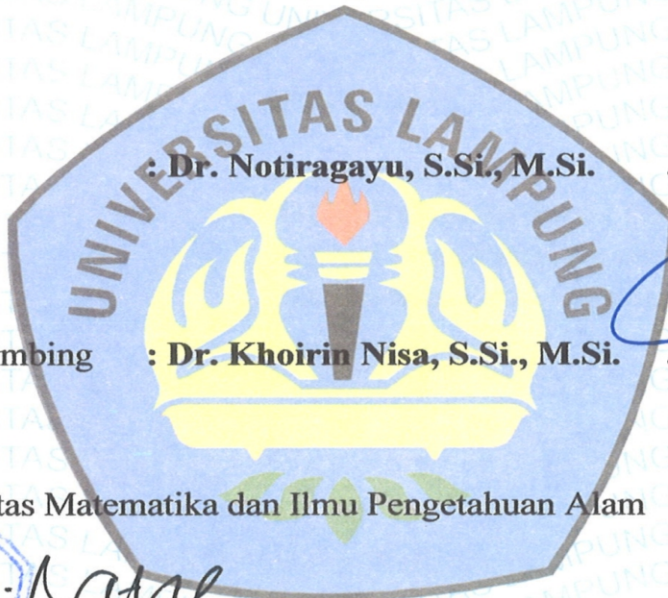 UNIVERSITAS LAMPUNG
: Dr. Notiragayu, S.Si., M.Si.
mbing : Dr. Khoirin Nisa, S.Si., M.Si.
tas Matematika dan Ilmu Pengetahuan Alam